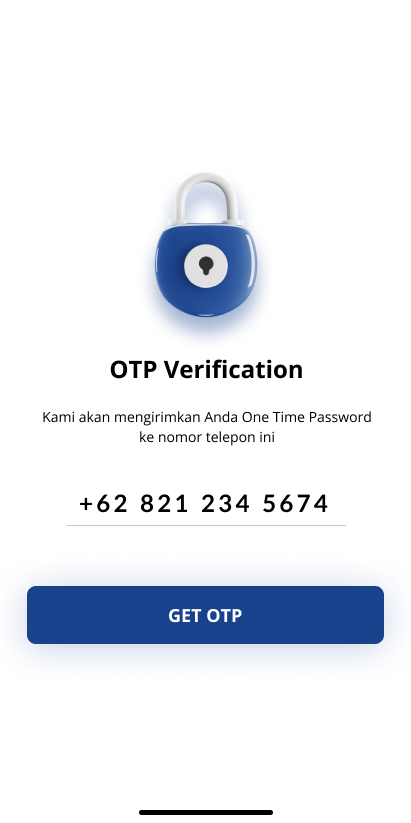 OTP Verification
Kami akan mengirimkan Anda One Time Password
ke nomor telepon ini
+62 821 234 5674
GET OTP